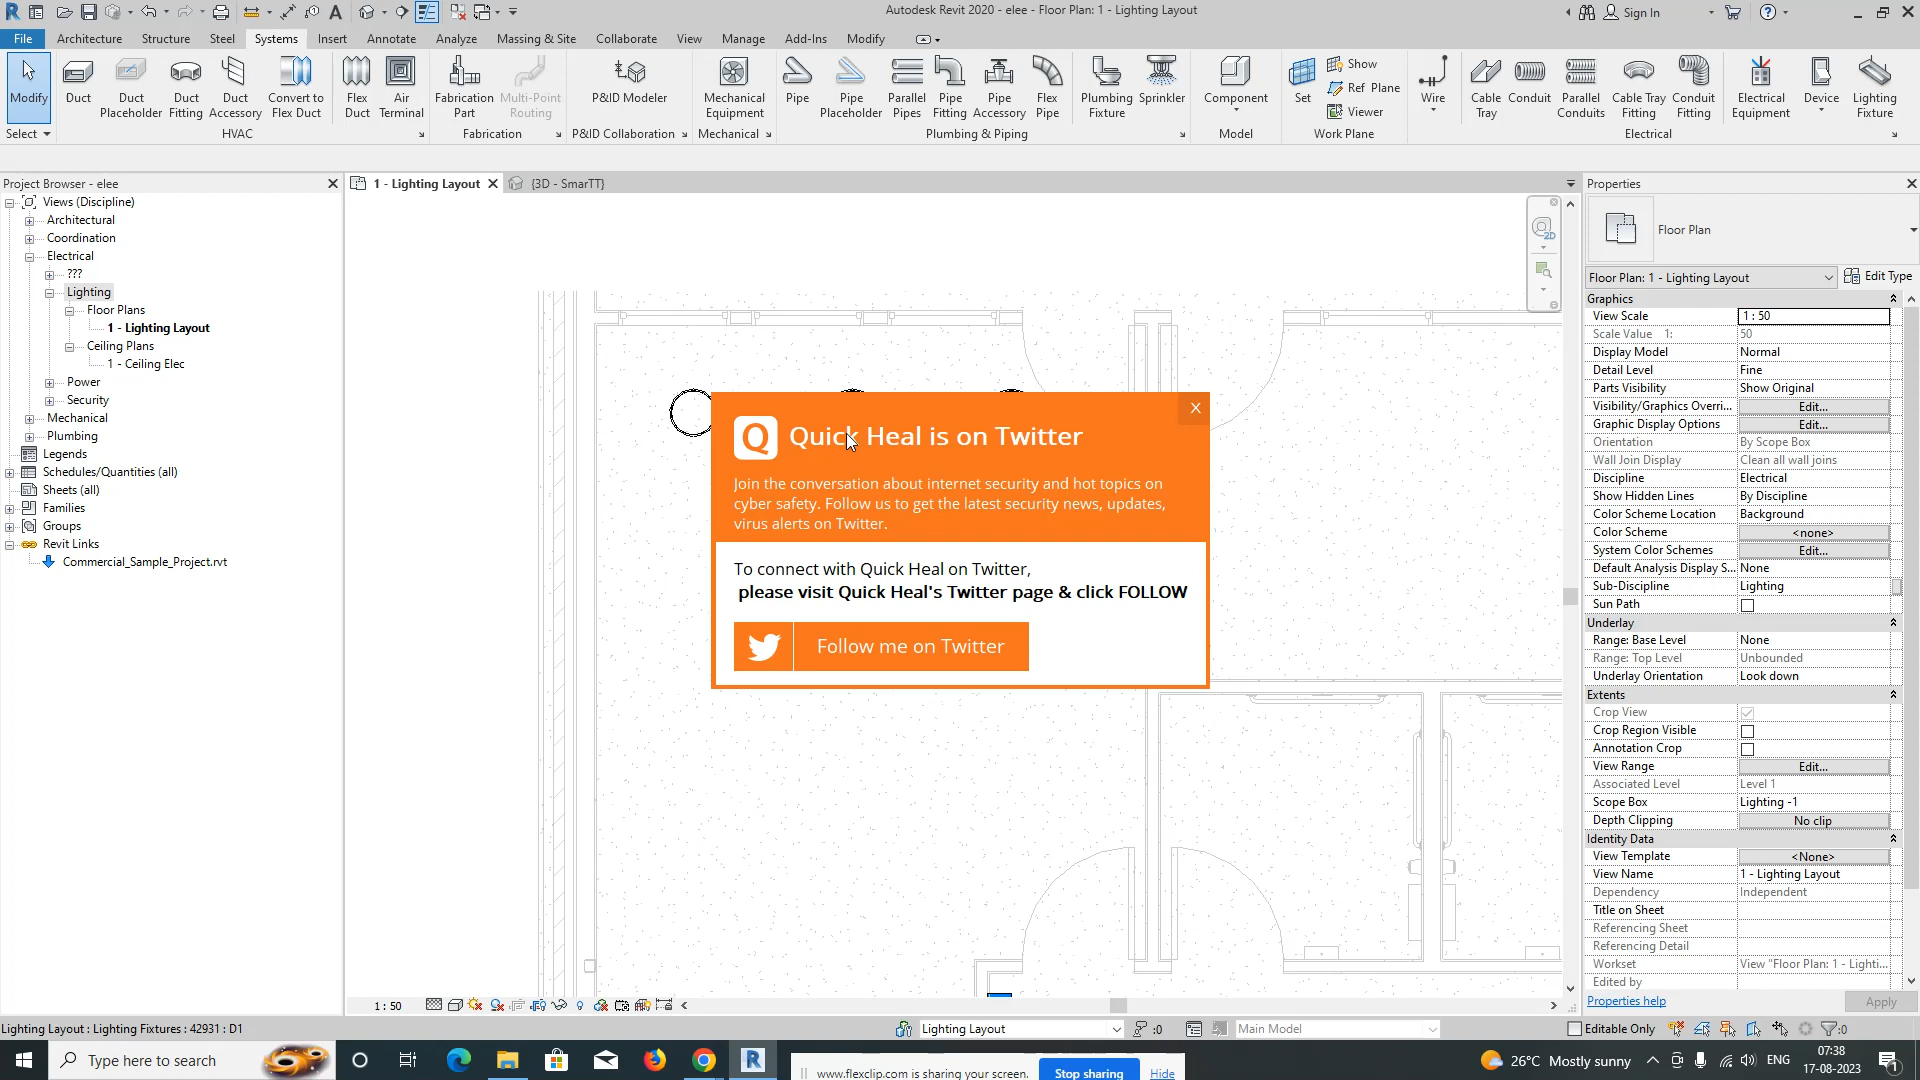 Autodesk Revit 2020 - elee - Floor Plan: 1 - Lighting Layout
Sign In
File Architecture Structure Steel Systems Insert Annotate Analyze Massing & Site Collaborate View Manage Add-Ins Modify
Modify
Duct
Duct Placeholder
Duct Fitting
Duct Accessory
Convert to Flex Duct
Flex Duct
Air Terminal
Fabrication Part
Multi-Point Routing
P&ID Modeler
Mechanical Equipment
Pipe
Pipe Placeholder
Parallel Pipes
Pipe Fitting
Pipe Accessory
Flex Pipe
Plumbing Fixture
Sprinkler
Component
Set
Show
Ref Plane
Viewer
Wire
Cable Tray
Conduit
Parallel Conduits
Cable Tray Fitting
Conduit Fitting
Electrical Equipment
Device
Lighting Fixture
Select HVAC Fabrication P&ID Collaboration Mechanical Plumbing & Piping Model Work Plane Electrical
Project Browser - elee
Views (Discipline)
Architectural
Coordination
Electrical
???
Lighting
Floor Plans
1 - Lighting Layout
Ceiling Plans
1 - Ceiling Elec
Power
Security
Mechanical
Plumbing
Legends
Schedules/Quantities (all)
Sheets (all)
Families
Groups
Revit Links
Commercial_Sample_Project.rvt
1 - Lighting Layout
{3D - SmarTT}
2D
X
Q
Quick Heal is on Twitter
Join the conversation about internet security and hot topics on
cyber safety. Follow us to get the latest security news, updates,
virus alerts on Twitter.
To connect with Quick Heal on Twitter,
please visit Quick Heal's Twitter page & click FOLLOW
Follow me on Twitter
Properties
Floor Plan
Floor Plan: 1 - Lighting Layout Edit Type
Graphics
View Scale 1 : 50
Scale Value 1: 50
Display Model Normal
Detail Level Fine
Parts Visibility Show Original
Visibility/Graphics Overri... Edit...
Graphic Display Options Edit...
Orientation By Scope Box
Wall Join Display Clean all wall joins
Discipline Electrical
Show Hidden Lines By Discipline
Color Scheme Location Background
Color Scheme <none>
System Color Schemes Edit...
Default Analysis Display S... None
Sub-Discipline Lighting
Sun Path
Underlay
Range: Base Level None
Range: Top Level Unbounded
Underlay Orientation Look down
Extents
Crop View
Crop Region Visible
Annotation Crop
View Range Edit...
Associated Level Level 1
Scope Box Lighting -1
Depth Clipping No clip
Identity Data
View Template <None>
View Name 1 - Lighting Layout
Dependency Independent
Title on Sheet
Referencing Sheet
Referencing Detail
Workset View "Floor Plan: 1 - Lighti...
Edited by
Properties help Apply
1 : 50
Lighting Layout : Lighting Fixtures : 42931 : D1
Lighting Layout :0 Main Model Editable Only :0
Type here to search
www.flexclip.com is sharing your screen. Stop sharing Hide
26°C Mostly sunny ENG
07:38
17-08-2023
1